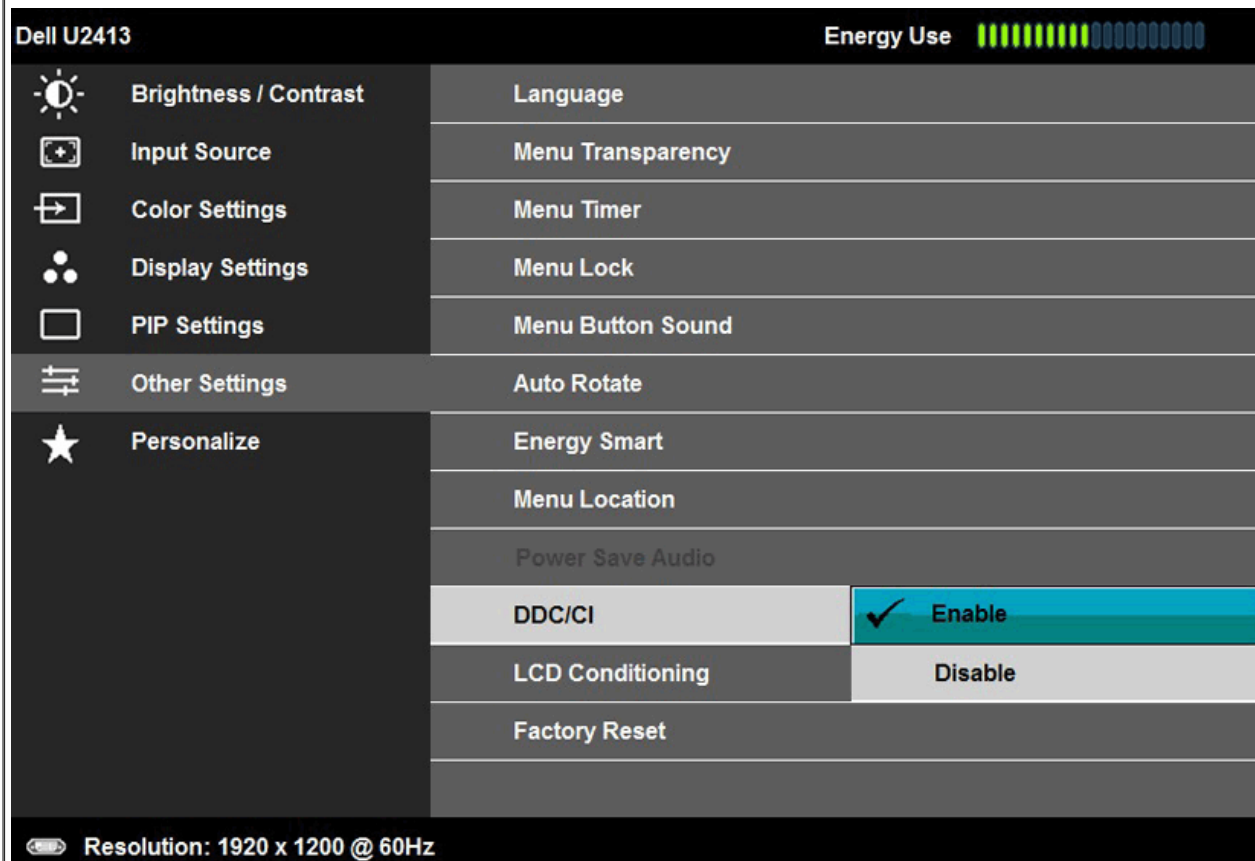 Dell U2413
Energy Use
Brightness / Contrast
Input Source
Color Settings
Display Settings
PIP Settings
Other Settings
Personalize
Language
Menu Transparency
Menu Timer
Menu Lock
Menu Button Sound
Auto Rotate
Energy Smart
Menu Location
Power Save Audio
DDC/CI
Enable
Disable
LCD Conditioning
Factory Reset
Resolution: 1920 x 1200 @ 60Hz